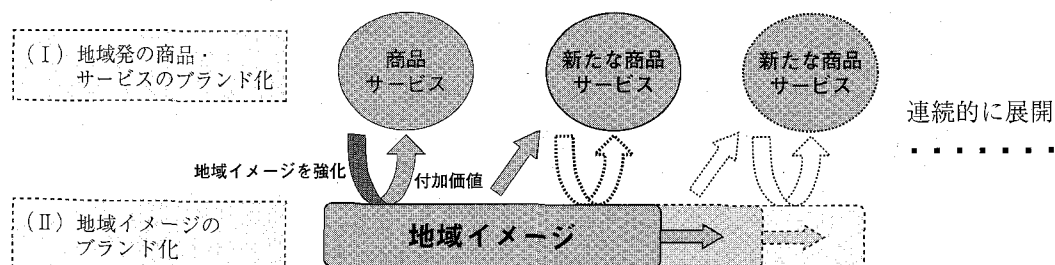 (Ⅰ) 地域発の商品・
サービスのブランド化
商品
サービス
新たな商品
サービス
新たな商品
サービス
連続的に展開
・・・・・・・
地域イメージを強化
付加価値
(Ⅱ) 地域イメージの
ブランド化
地域イメージ